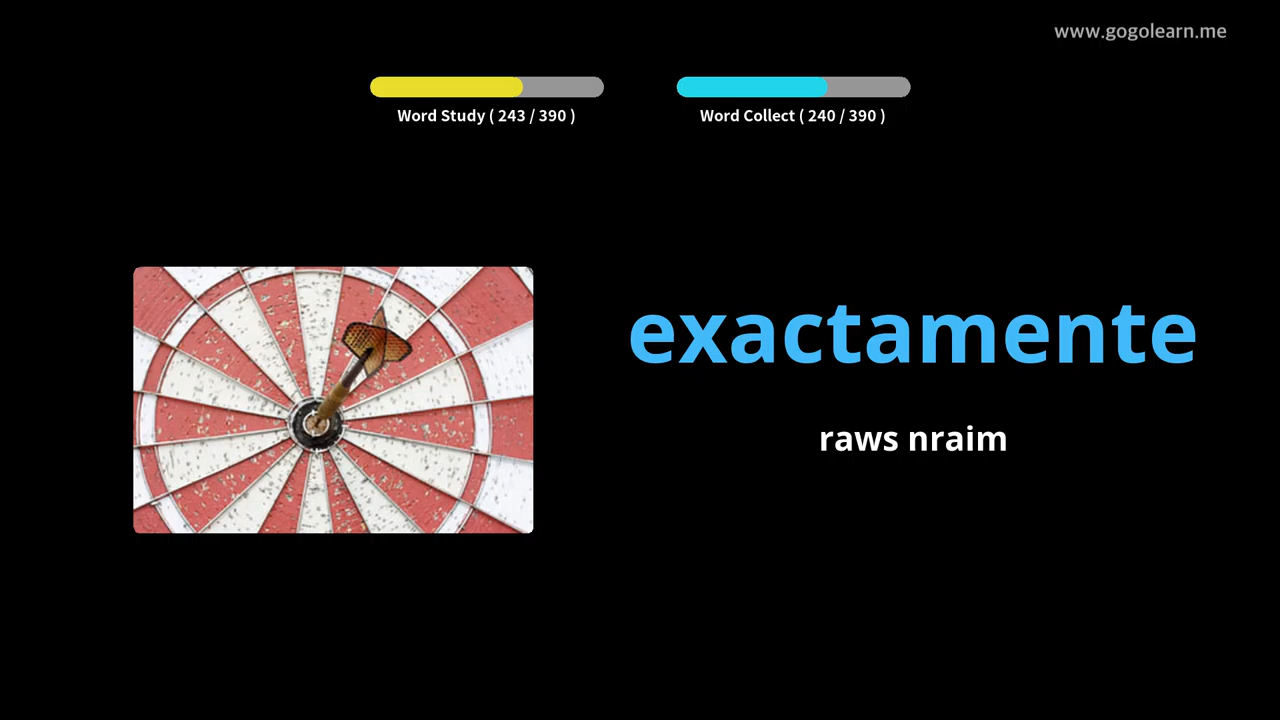 www.gogolearn.me
Word Study ( 243 / 390 )
Word Collect ( 240 / 390 )
exactamente
raws nraim